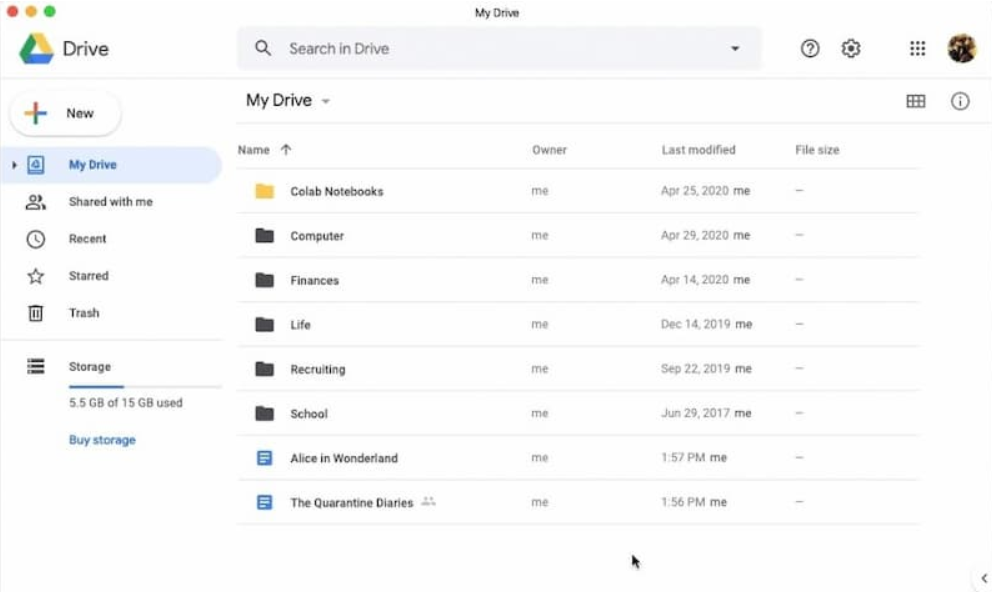 My Drive
Drive
Search in Drive
New
My Drive
Shared with me
Recent
Starred
Trash
Storage
5.5 GB of 15 GB used
Buy storage
My Drive
Name Owner Last modified File size
Colab Notebooks me Apr 25, 2020 me –
Computer me Apr 29, 2020 me –
Finances me Apr 14, 2020 me –
Life me Dec 14, 2019 me –
Recruiting me Sep 22, 2019 me –
School me Jun 29, 2017 me –
Alice in Wonderland me 1:57 PM me –
The Quarantine Diaries me 1:56 PM me –